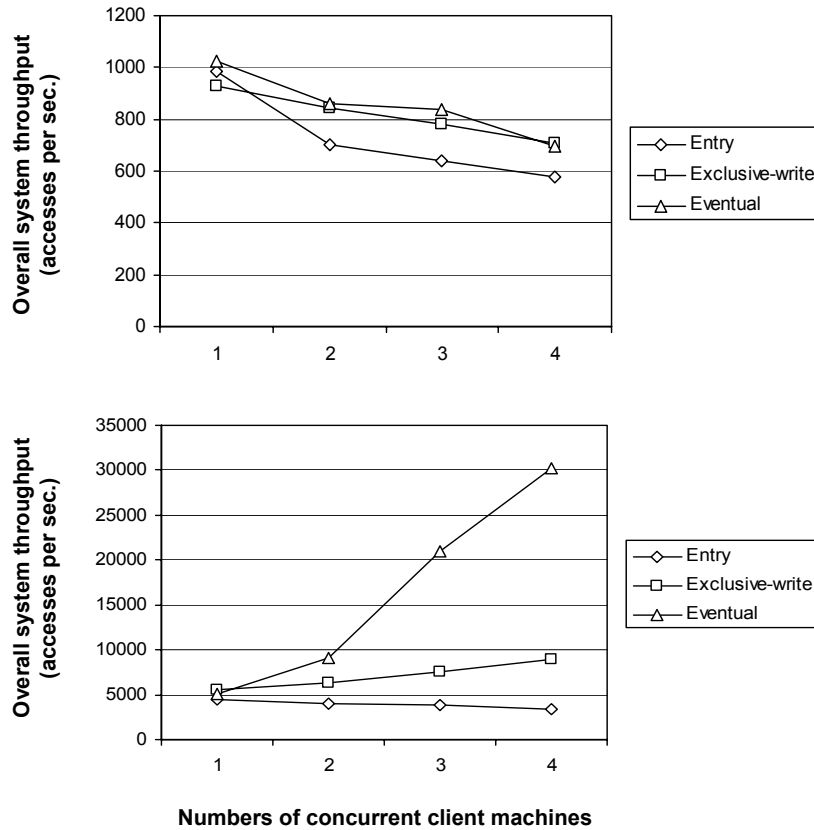 Overall system throughput
(accesses per sec.)
1200
1000
800
600
400
200
0
1 2 3 4
Entry
Exclusive-write
Eventual
Overall system throughput
(accesses per sec.)
35000
30000
25000
20000
15000
10000
5000
0
1 2 3 4
Entry
Exclusive-write
Eventual
Numbers of concurrent client machines